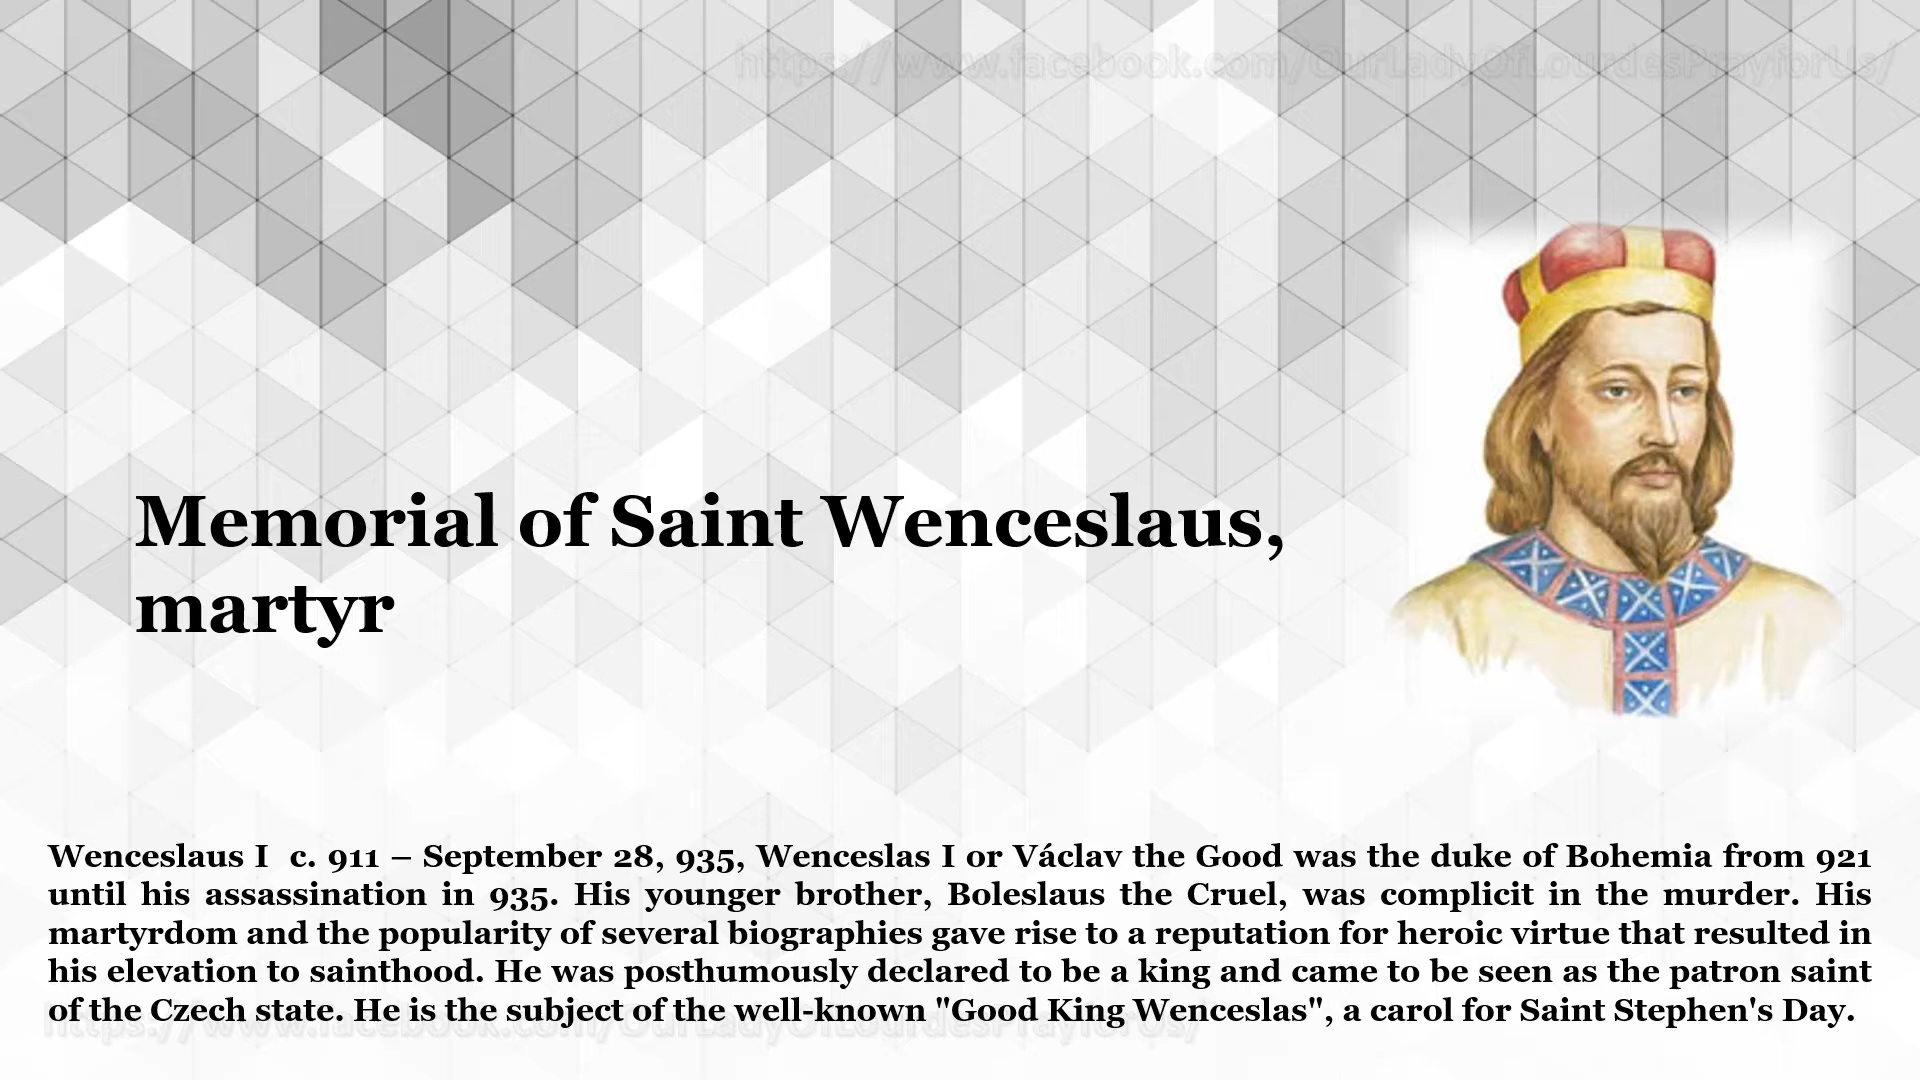 https://www.facebook.com/OurLadyOfLourdesPrayforUs/
Memorial of Saint Wenceslaus,
martyr
Wenceslaus I  c. 911 – September 28, 935, Wenceslas I or Václav the Good was the duke of Bohemia from 921
until his assassination in 935. His younger brother, Boleslaus the Cruel, was complicit in the murder. His
martyrdom and the popularity of several biographies gave rise to a reputation for heroic virtue that resulted in
his elevation to sainthood. He was posthumously declared to be a king and came to be seen as the patron saint
of the Czech state. He is the subject of the well-known "Good King Wenceslas", a carol for Saint Stephen's Day.
https://www.facebook.com/OurLadyOfLourdesPrayforUs/